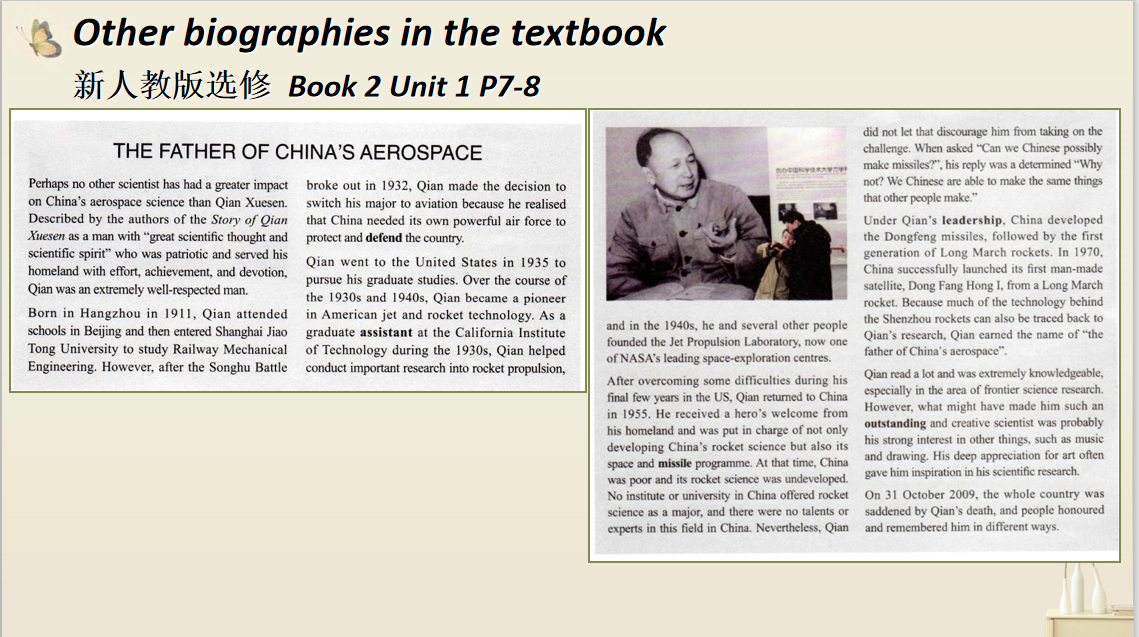 Other biographies in the textbook
新人教版选修 Book 2 Unit 1 P7-8
THE FATHER OF CHINA'S AEROSPACE
Perhaps no other scientist has had a greater impact
on China's aerospace science than Qian Xuesen.
Described by the authors of the Story of Qian
Xuesen as a man with “great scientific thought and
scientific spirit” who was patriotic and served his
homeland with effort, achievement, and devotion,
Qian was an extremely well-respected man.
Born in Hangzhou in 1911, Qian attended
schools in Beijing and then entered Shanghai Jiao
Tong University to study Railway Mechanical
Engineering. However, after the Songhu Battle
broke out in 1932, Qian made the decision to
switch his major to aviation because he realised
that China needed its own powerful air force to
protect and defend the country.
Qian went to the United States in 1935 to
pursue his graduate studies. Over the course of
the 1930s and 1940s, Qian became a pioneer
in American jet and rocket technology. As a
graduate assistant at the California Institute
of Technology during the 1930s, Qian helped
conduct important research into rocket propulsion,
and in the 1940s, he and several other people
founded the Jet Propulsion Laboratory, now one
of NASA's leading space-exploration centres.
After overcoming some difficulties during his
final few years in the US, Qian returned to China
in 1955. He received a hero's welcome from
his homeland and was put in charge of not only
developing China's rocket science but also its
space and missile programme. At that time, China
was poor and its rocket science was undeveloped.
No institute or university in China offered rocket
science as a major, and there were no talents or
experts in this field in China. Nevertheless, Qian
did not let that discourage him from taking on the
challenge. When asked “Can we Chinese possibly
make missiles?”, his reply was a determined “Why
not? We Chinese are able to make the same things
that other people make.”
Under Qian's leadership, China developed
the Dongfeng missiles, followed by the first
generation of Long March rockets. In 1970,
China successfully launched its first man-made
satellite, Dong Fang Hong I, from a Long March
rocket. Because much of the technology behind
the Shenzhou rockets can also be traced back to
Qian's research, Qian earned the name of “the
father of China's aerospace”.
Qian read a lot and was extremely knowledgeable,
especially in the area of frontier science research.
However, what might have made him such an
outstanding and creative scientist was probably
his strong interest in other things, such as music
and drawing. His deep appreciation for art often
gave him inspiration in his scientific research.
On 31 October 2009, the whole country was
saddened by Qian's death, and people honoured
and remembered him in different ways.